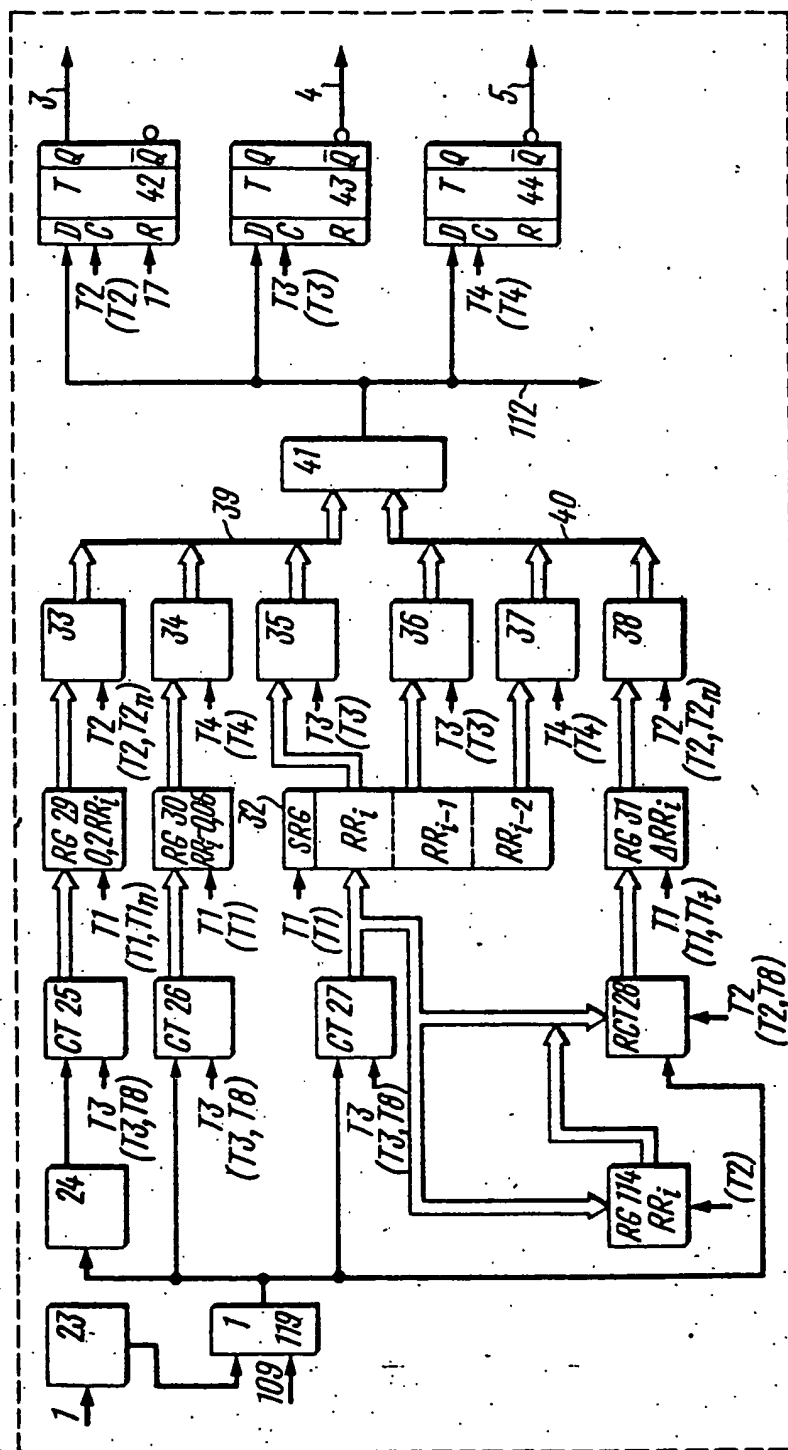 1
23
1
119
109
24
CT 25
T3
(T3, T8)
CT 26
T3
(T3, T8)
CT 27
T3
(T3, T8)
RG 114
RRi
(T2)
RCT 28
T2
(T2, T8)
RG 29
0,2RRi
T1
(T1, T1n)
RG 30
RRi-0,06
T1
(T1)
32
SRG
RRi
RRi-1
RRi-2
T1
(T1)
RG 31
ΔRRi
T1
(T1, T1t)
33
T2
(T2, T2n)
34
T4
(T4)
35
T3
(T3)
36
T3
(T3)
37
T4
(T4)
38
T2
(T2, T2n)
39
40
41
112
D T Q
C
R 42 Q̅
T2
(T2)
T7
3
D T Q
C
R 43 Q̅
T3
(T3)
4
D T Q
C
R 44 Q̅
T4
(T4)
5